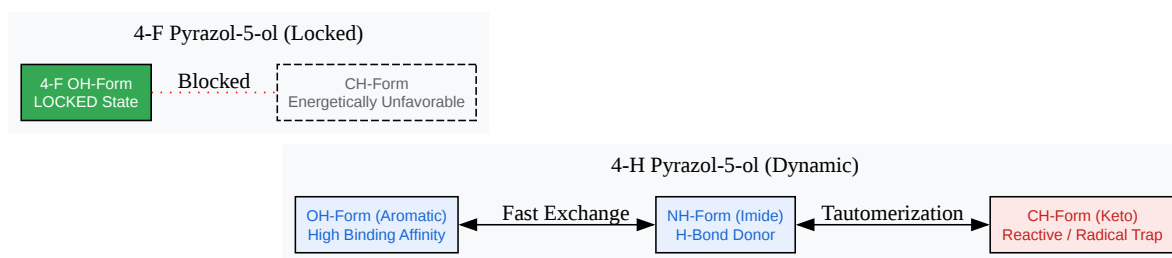 4-F Pyrazol-5-ol (Locked)
4-F OH-Form
LOCKED State
Blocked
CH-Form
Energetically Unfavorable
4-H Pyrazol-5-ol (Dynamic)
OH-Form (Aromatic)
High Binding Affinity
Fast Exchange
NH-Form (Imide)
H-Bond Donor
Tautomerization
CH-Form (Keto)
Reactive / Radical Trap